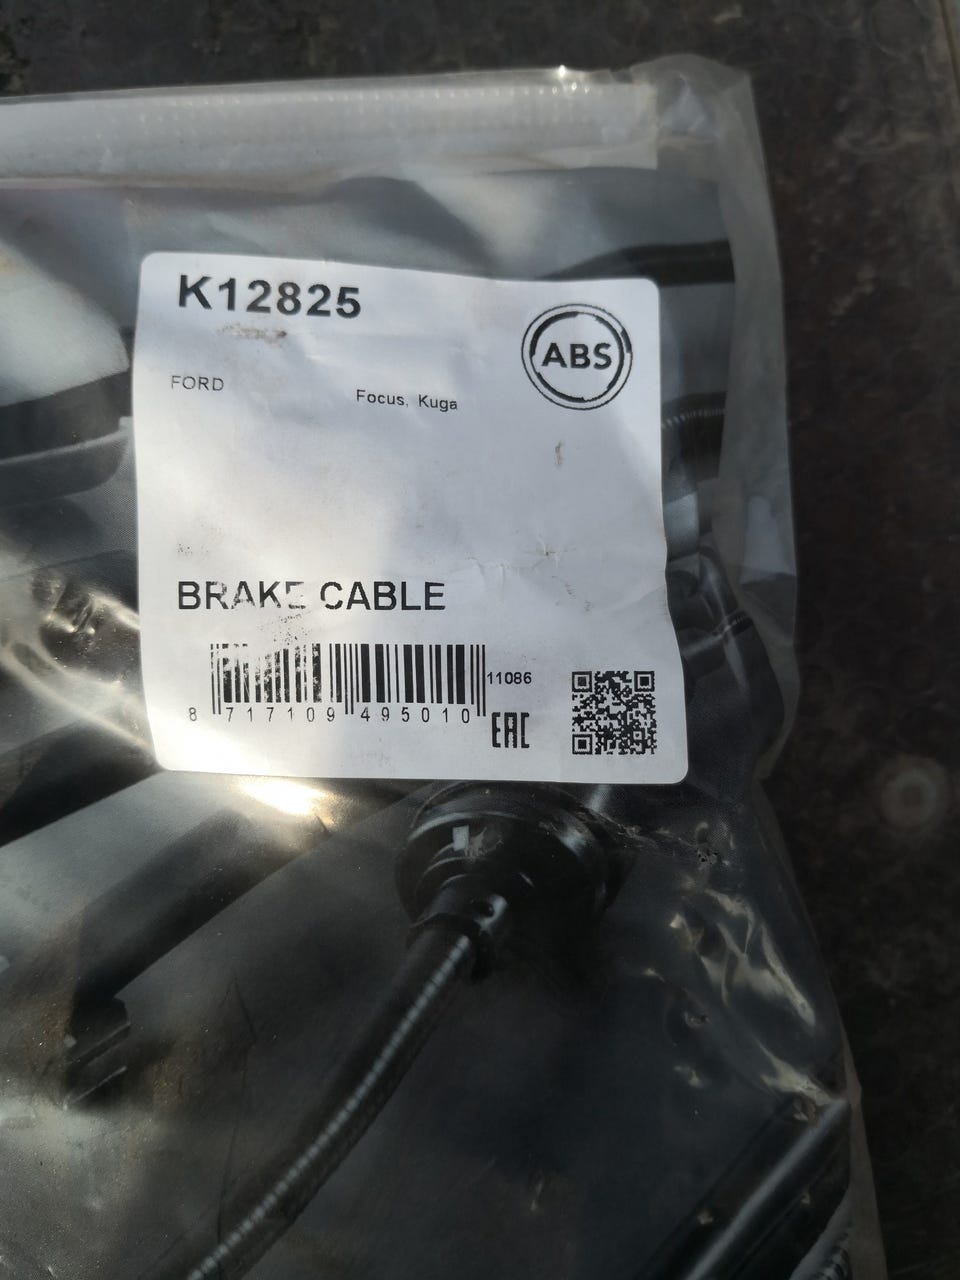 K12825
ABS
FORD Focus, Kuga
BRAKE CABLE
11086
8 717109 495010
EAC